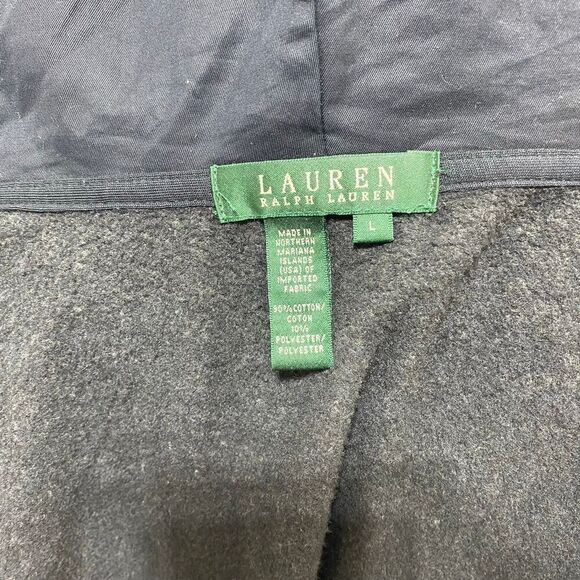 LAUREN
RALPH LAUREN
L
MADE IN
NORTHERN
MARIANA
ISLANDS
(USA) OF
IMPORTED
FABRIC
90% COTTON/
COTON
10%
POLYESTER/
POLYESTER